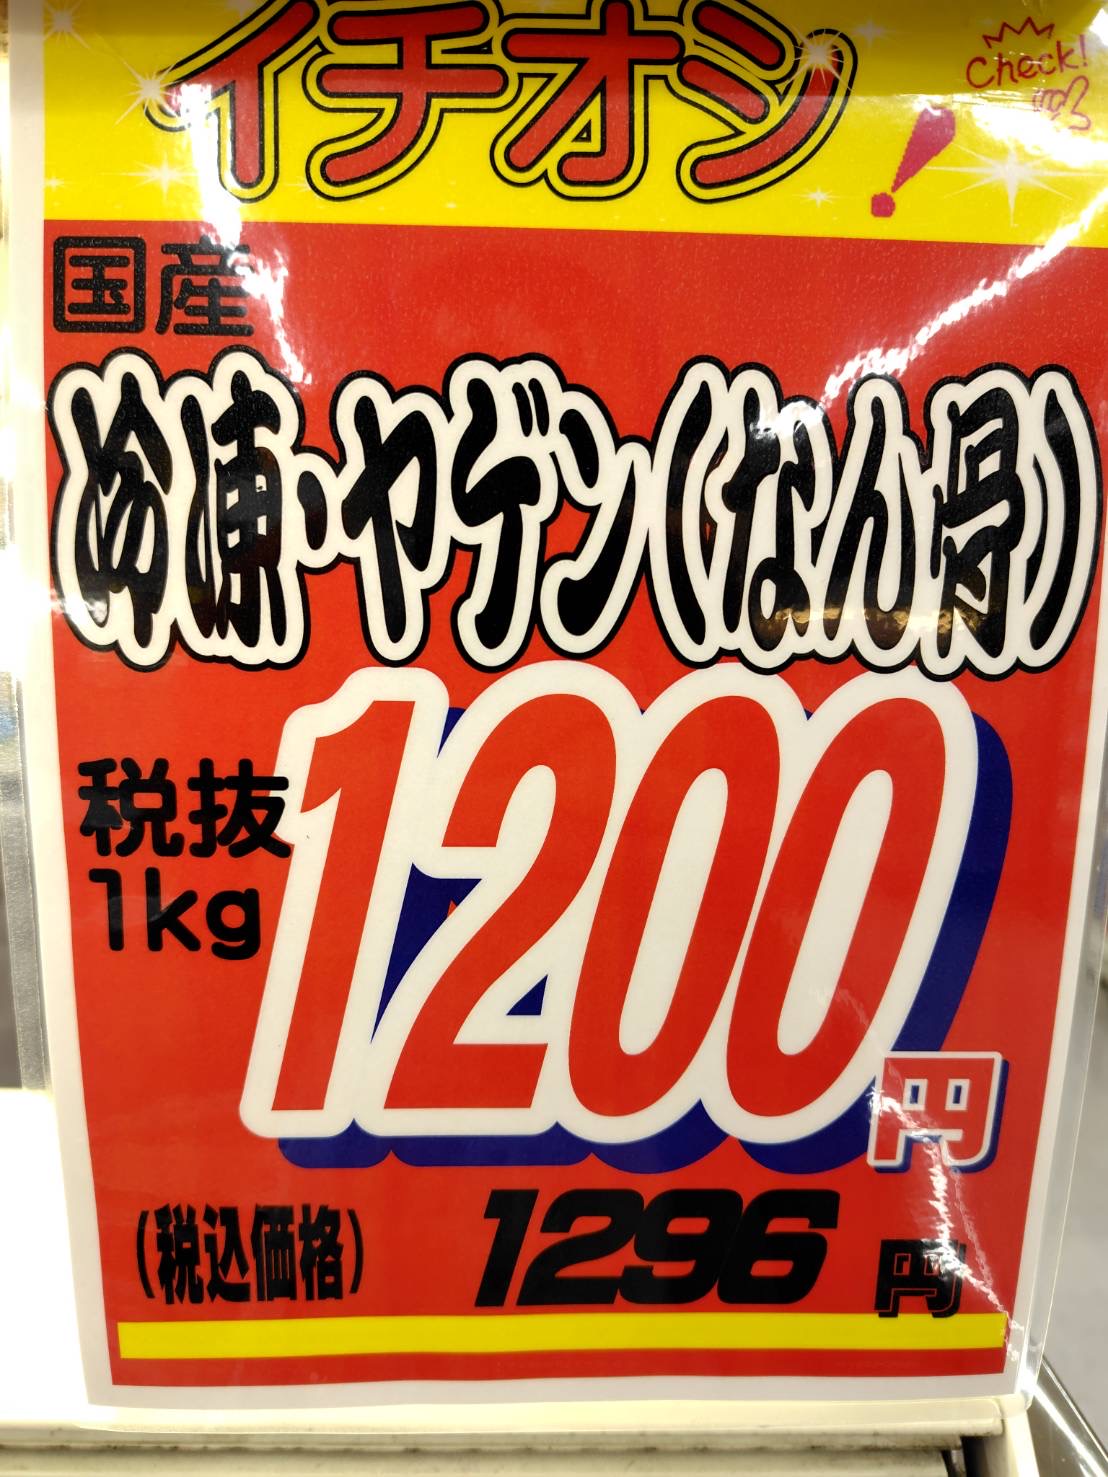 イチオシ！
Check!
国産
冷凍・ヤゲン(なん骨)
税抜
1kg
1200円
(税込価格) 1296円